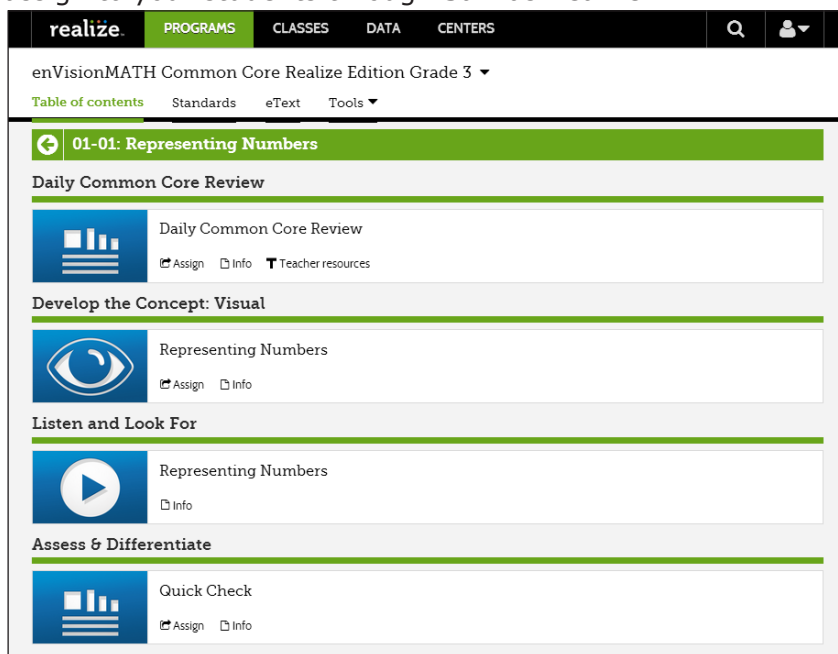 realize. PROGRAMS CLASSES DATA CENTERS
enVisionMATH Common Core Realize Edition Grade 3
Table of contents Standards eText Tools
01-01: Representing Numbers
Daily Common Core Review
Daily Common Core Review
Assign Info T Teacher resources
Develop the Concept: Visual
Representing Numbers
Assign Info
Listen and Look For
Representing Numbers
Info
Assess & Differentiate
Quick Check
Assign Info